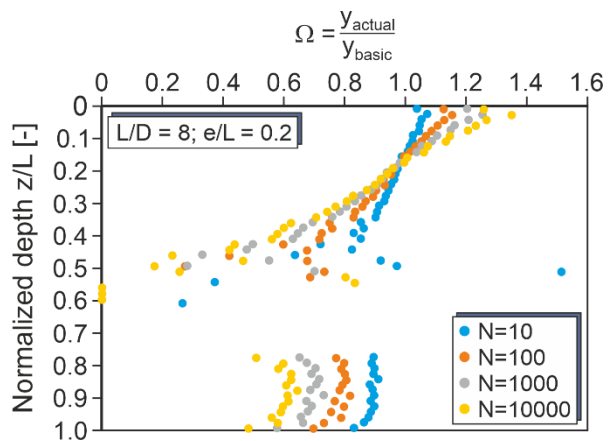 Ω = y_actual / y_basic
0 0.2 0.4 0.6 0.8 1.0 1.2 1.4 1.6
Normalized depth z/L [-]
0
0.1
0.2
0.3
0.4
0.5
0.6
0.7
0.8
0.9
1.0
L/D = 8; e/L = 0.2
N=10
N=100
N=1000
N=10000